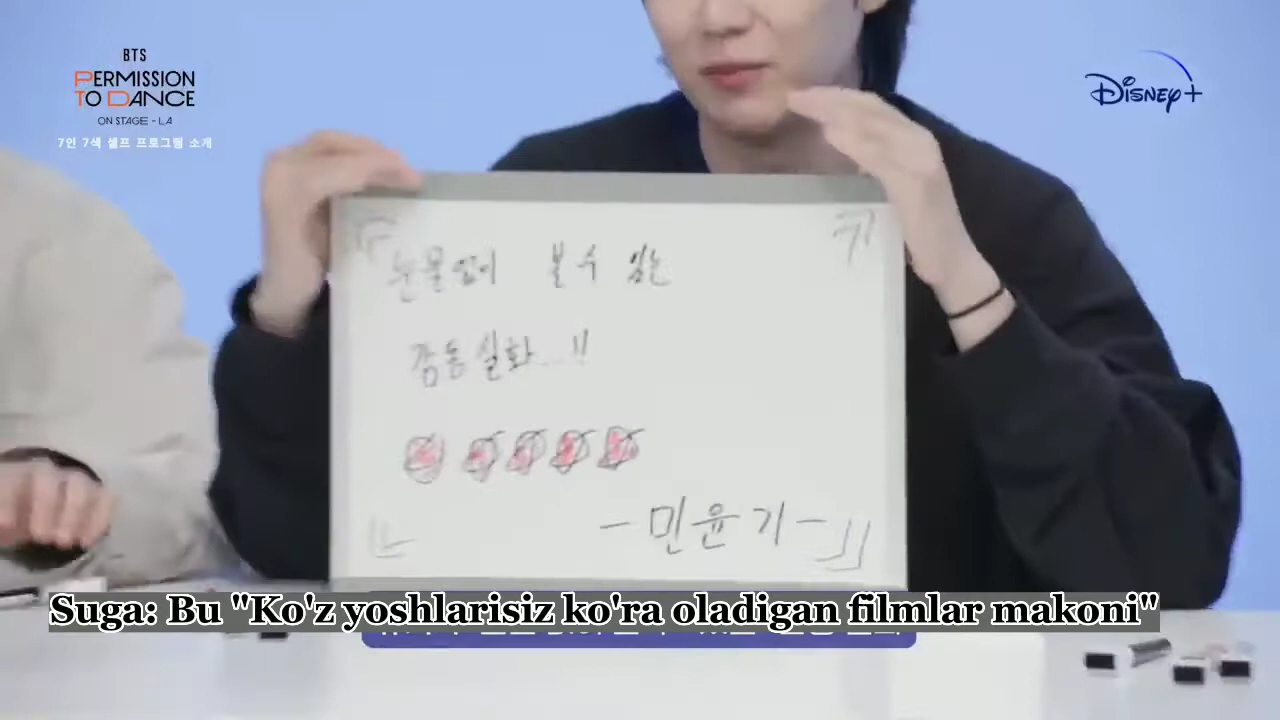 BTS
PERMISSION
TO DANCE
ON STAGE - LA
7인 7색 셀프 프로그램 소개
Disney+
눈물없이 볼 수 있는
감동실화...!!
-민윤기-
Suga: Bu "Ko'z yoshlarisiz ko'ra oladigan filmlar makoni"